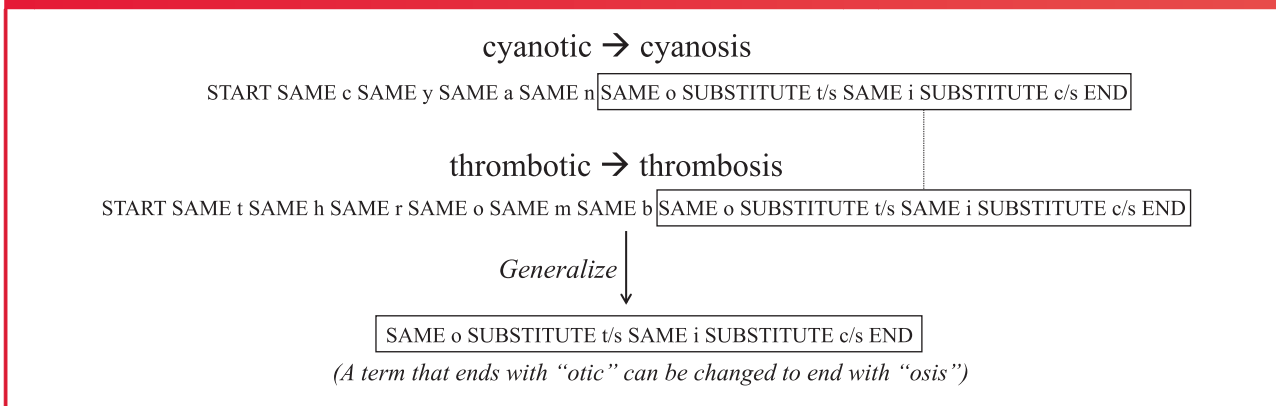 cyanotic → cyanosis
START SAME c SAME y SAME a SAME n SAME o SUBSTITUTE t/s SAME i SUBSTITUTE c/s END
thrombotic → thrombosis
START SAME t SAME h SAME r SAME o SAME m SAME b SAME o SUBSTITUTE t/s SAME i SUBSTITUTE c/s END
Generalize
SAME o SUBSTITUTE t/s SAME i SUBSTITUTE c/s END
(A term that ends with “otic” can be changed to end with “osis”)